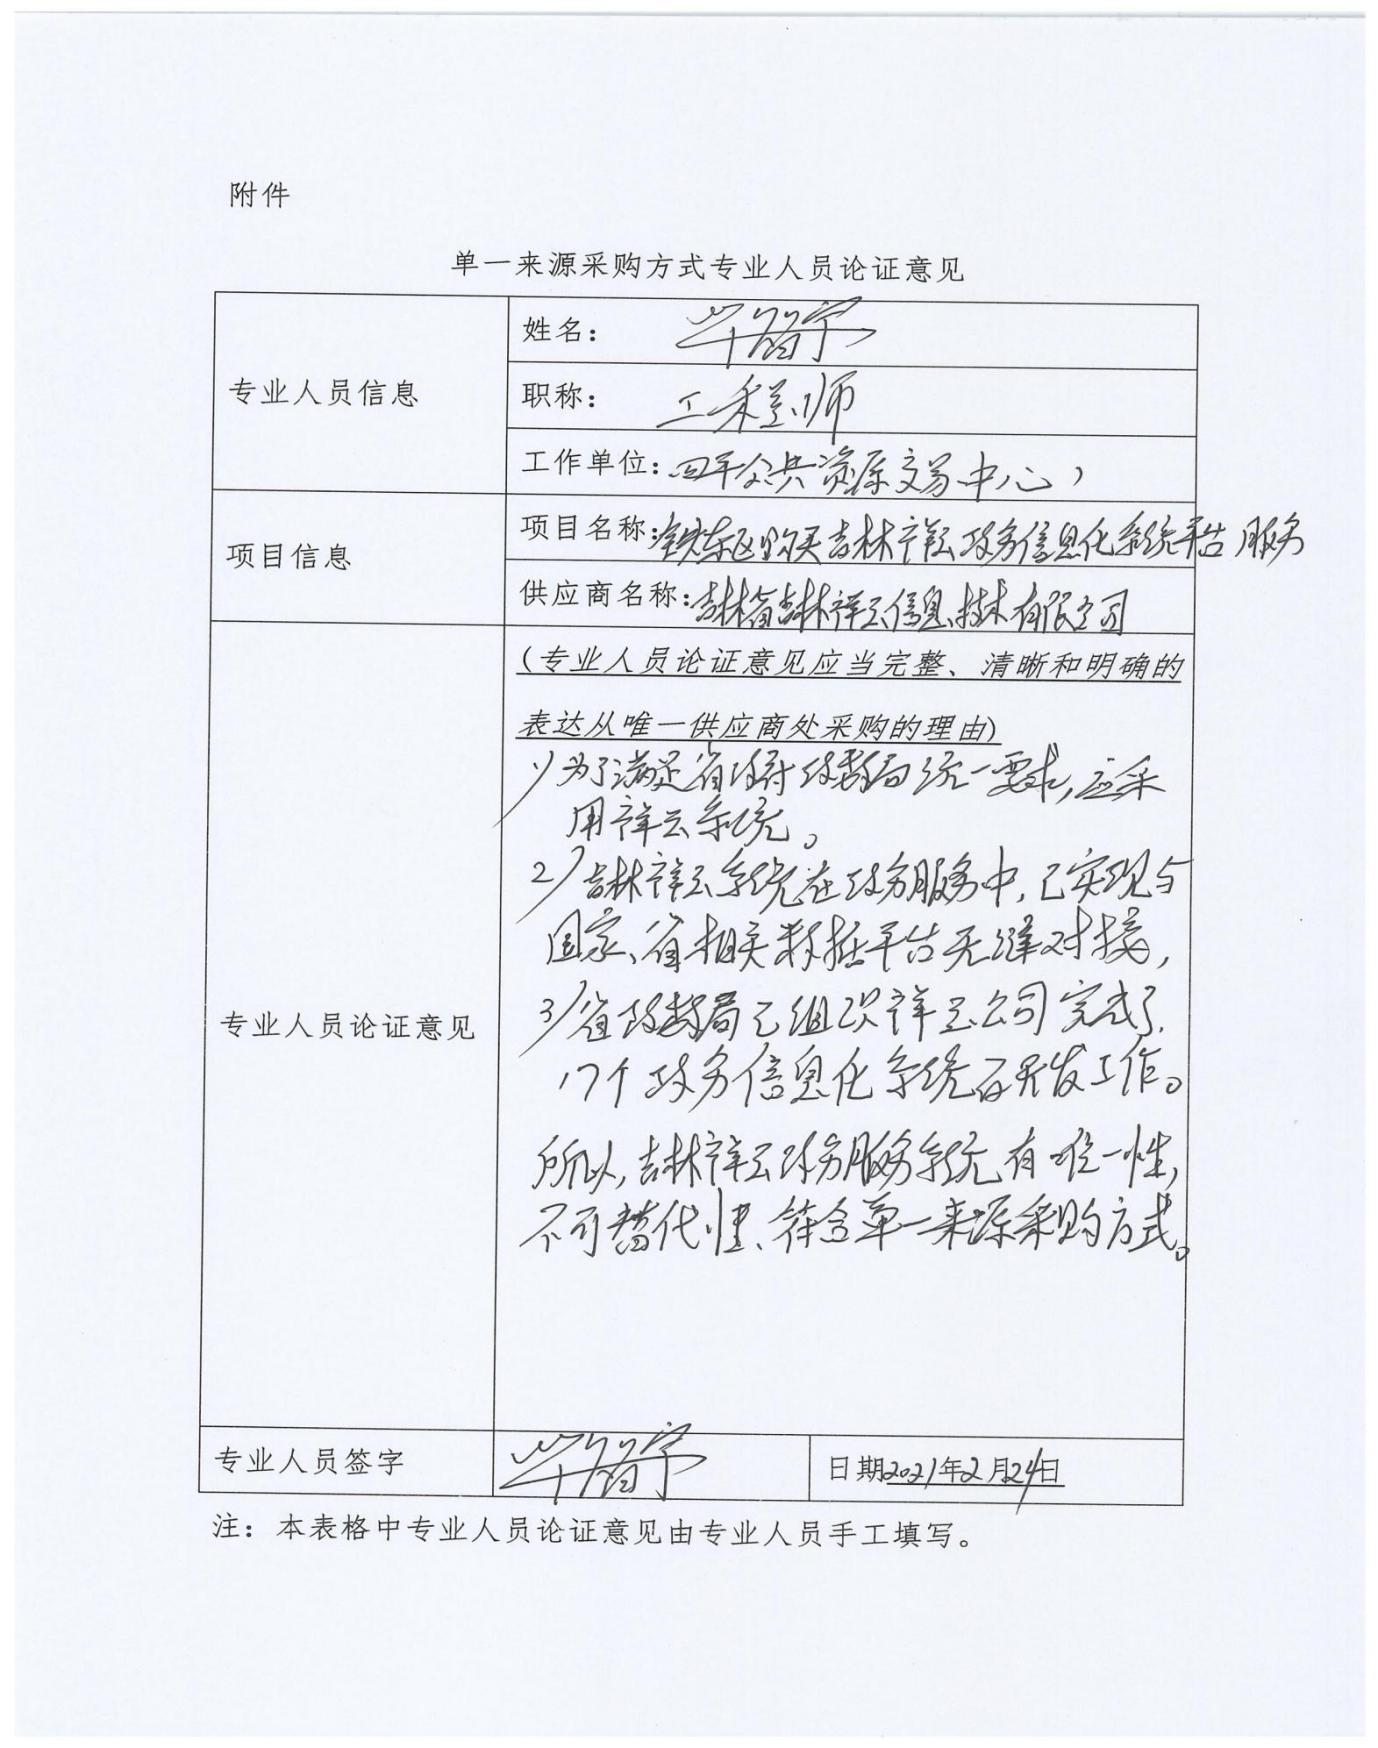 附件
单一来源采购方式专业人员论证意见
专业人员信息
姓名：
职称： 工程师
工作单位：四平公共资源交易中心
项目信息
项目名称：铁东区购买吉林祥云政务信息化系统平台服务
供应商名称：吉林省吉林祥云信息技术有限公司
专业人员论证意见
（专业人员论证意见应当完整、清晰和明确的
表达从唯一供应商处采购的理由）
1）为了满足省政府政数局统一要求，应采
用祥云系统。
2）吉林祥云系统在政务服务中，已实现与
国家、省相关数据平台无缝对接，
3）省政数局已组织祥云公司完成了
17个政务信息化系统的开发工作。
所以，吉林祥云政务服务系统有唯一性，
不可替代性、符合单一来源采购方式。
专业人员签字
日期2021年2月24日
注：本表格中专业人员论证意见由专业人员手工填写。